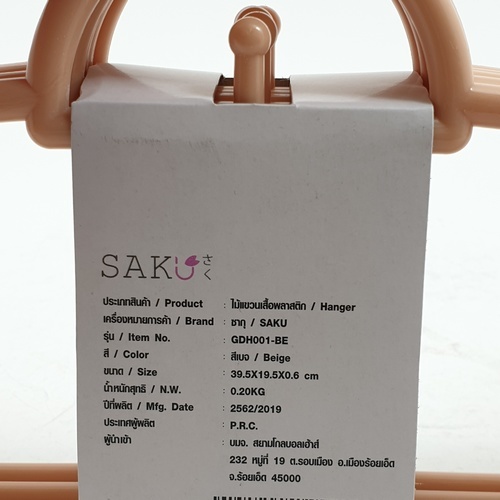 SAKU さく
ประเภทสินค้า / Product : ไม้แขวนเสื้อพลาสติก / Hanger
เครื่องหมายการค้า / Brand : ซากุ / SAKU
รุ่น / Item No. : GDH001-BE
สี / Color : สีเบจ / Beige
ขนาด / Size : 39.5X19.5X0.6 cm
น้ำหนักสุทธิ / N.W. : 0.20KG
ปีที่ผลิต / Mfg. Date : 2562/2019
ประเทศผู้ผลิต : P.R.C.
ผู้นำเข้า : บมจ. สยามโกลบอลเฮ้าส์
232 หมู่ที่ 19 ต.รอบเมือง อ.เมืองร้อยเอ็ด
จ.ร้อยเอ็ด 45000